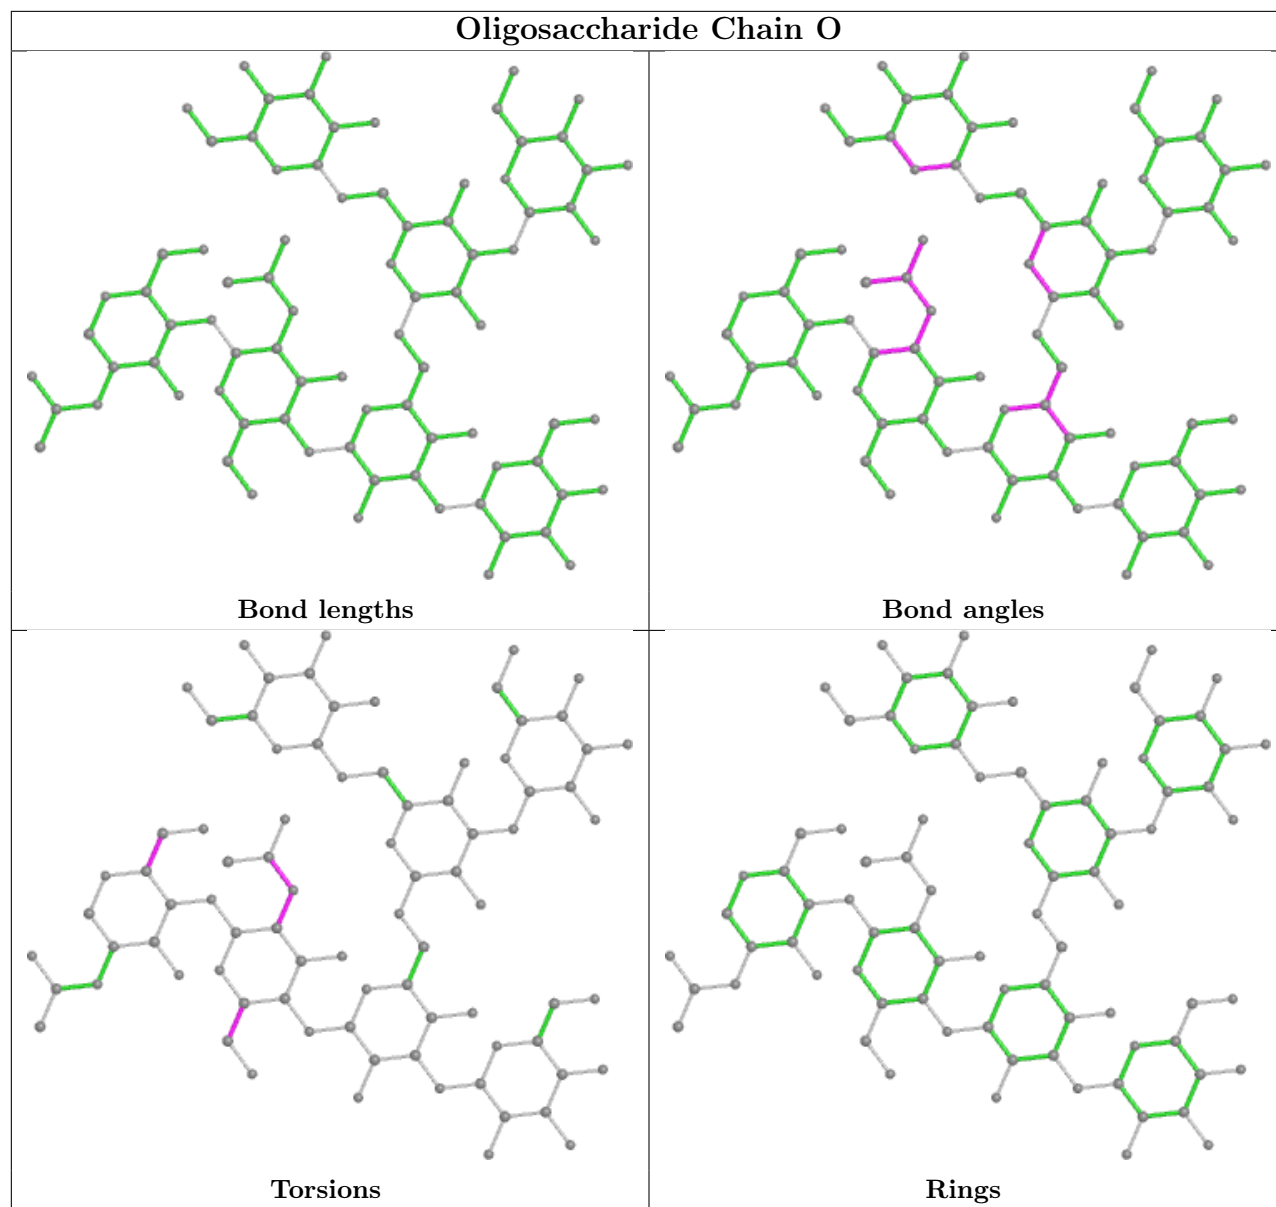 Oligosaccharide Chain O
Bond lengths
Bond angles
Torsions
Rings